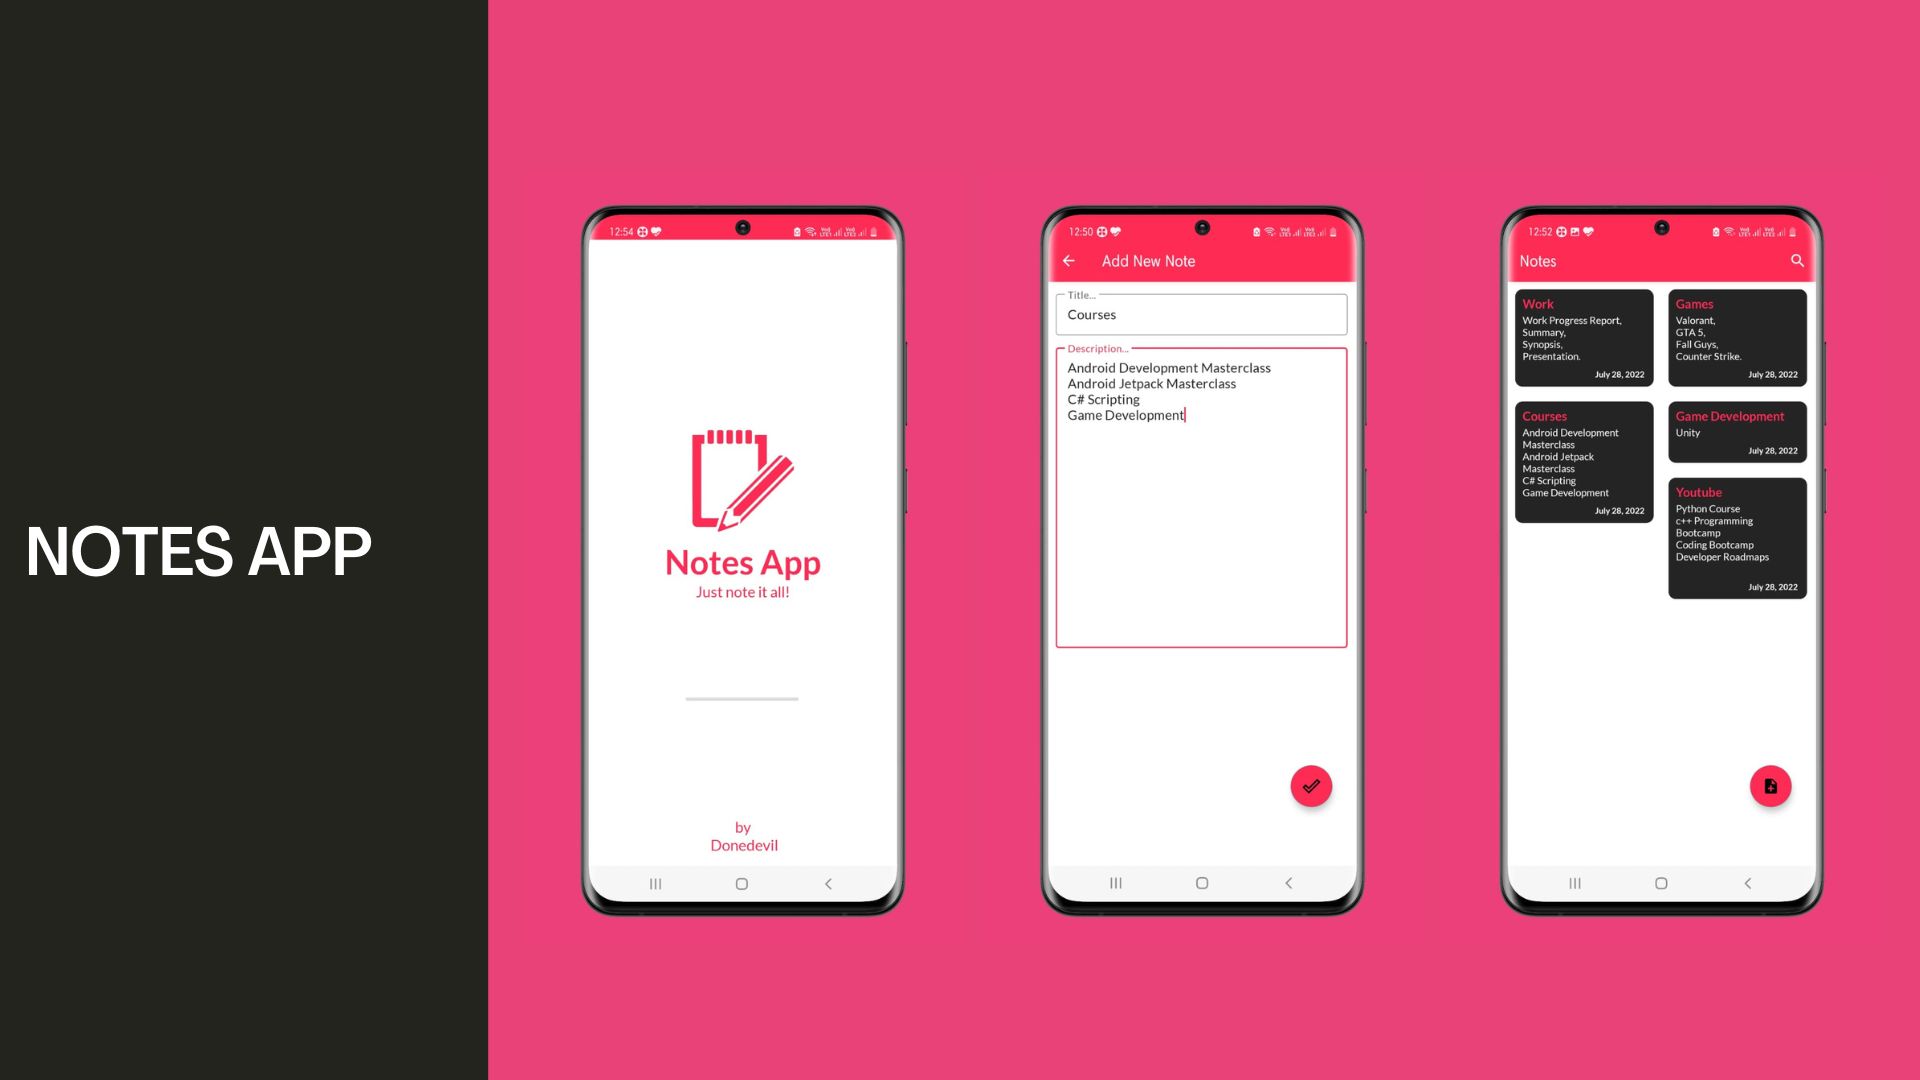 NOTES APP
12:54
Notes App
Just note it all!
by
Donedevil
12:50
Add New Note
Title...
Courses
Description...
Android Development Masterclass
Android Jetpack Masterclass
C# Scripting
Game Development
12:52
Notes
Work
Work Progress Report,
Summary,
Synopsis,
Presentation.
July 28, 2022
Games
Valorant,
GTA 5,
Fall Guys,
Counter Strike.
July 28, 2022
Courses
Android Development
Masterclass
Android Jetpack
Masterclass
C# Scripting
Game Development
July 28, 2022
Game Development
Unity
July 28, 2022
Youtube
Python Course
c++ Programming
Bootcamp
Coding Bootcamp
Developer Roadmaps
July 28, 2022